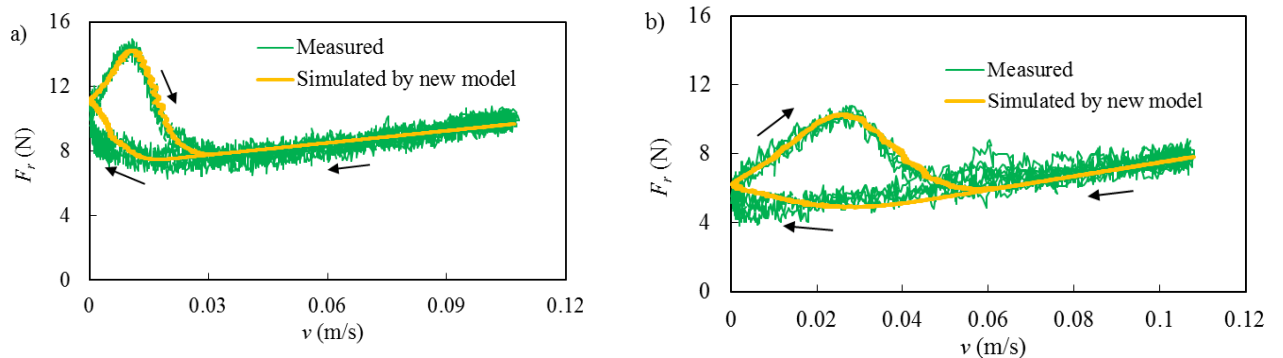 a)
16
12
8
4
0
F_r (N)
Measured
Simulated by new model
0
0.03
0.06
0.09
0.12
v (m/s)
b)
16
12
8
4
0
F_r (N)
Measured
Simulated by new model
0
0.02
0.04
0.06
0.08
0.1
0.12
v (m/s)